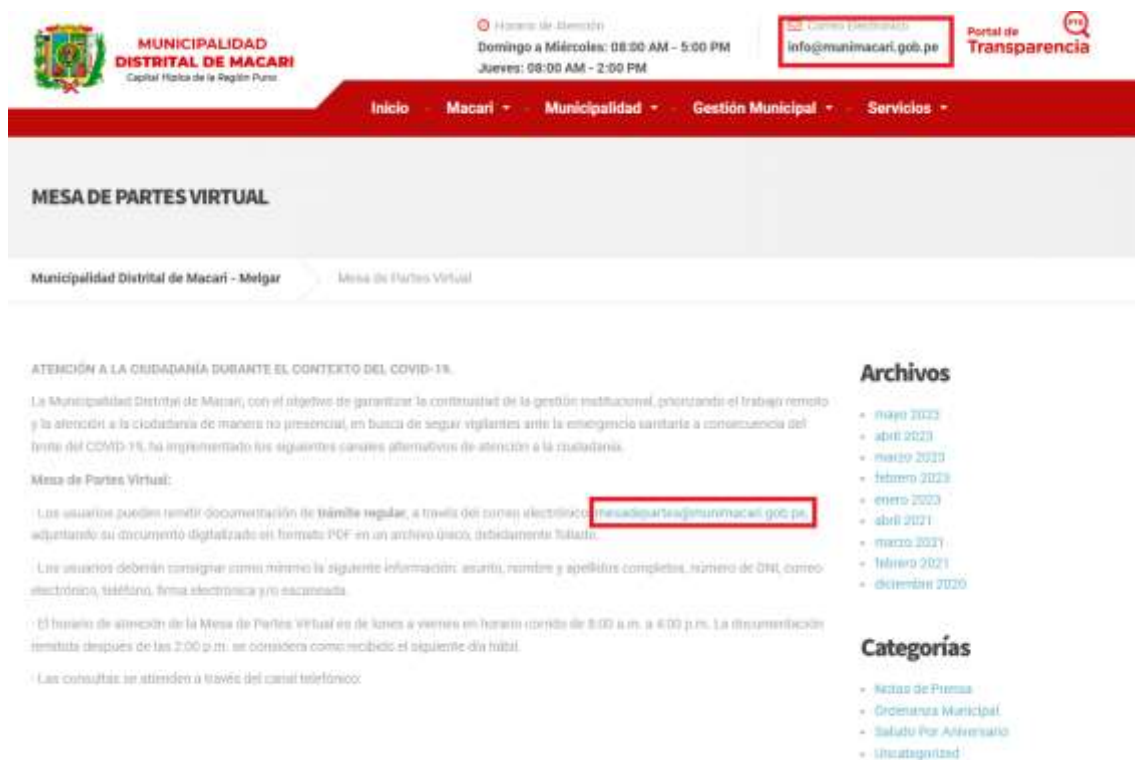 MUNICIPALIDAD
DISTRITAL DE MACARI
Capital Hípica de la Región Puno
Horario de Atención
Domingo a Miércoles: 08:00 AM - 5:00 PM
Jueves: 08:00 AM - 2:00 PM
Correo Electronico
info@munimacari.gob.pe
Portal de
Transparencia
PTE
Inicio Macari Municipalidad Gestión Municipal Servicios
MESA DE PARTES VIRTUAL
Municipalidad Distrital de Macari - Melgar Mesa de Partes Virtual
ATENCIÓN A LA CIUDADANÍA DURANTE EL CONTEXTO DEL COVID-19.
La Municipalidad Distrital de Macari, con el objetivo de garantizar la continuidad de la gestión institucional, priorizando el trabajo remoto
y la atención a la ciudadanía de manera no presencial, en busca de seguir vigilantes ante la emergencia sanitaria a consecuencia del
brote del COVID-19, ha implementado los siguientes canales alternativos de atención a la ciudadanía.
Mesa de Partes Virtual:
· Los usuarios pueden remitir documentación de trámite regular, a través del correo electrónico mesadepartes@munimacari.gob.pe,
adjuntando su documento digitalizado en formato PDF en un archivo único, debidamente foliado.
· Los usuarios deberán consignar como mínimo la siguiente información: asunto, nombre y apellidos completos, número de DNI, correo
electrónico, teléfono, firma electrónica y/o escaneada.
· El horario de atención de la Mesa de Partes Virtual es de lunes a viernes en horario corrido de 8:00 a.m. a 4:00 p.m. La documentación
remitida después de las 2:00 p.m. se considera como recibido el siguiente día hábil.
· Las consultas se atienden a través del canal telefónico:
Archivos
mayo 2023
abril 2023
marzo 2023
febrero 2023
enero 2023
abril 2021
marzo 2021
febrero 2021
diciembre 2020
Categorías
Notas de Prensa
Ordenanza Municipal
Saludo Por Aniversario
Uncategorized